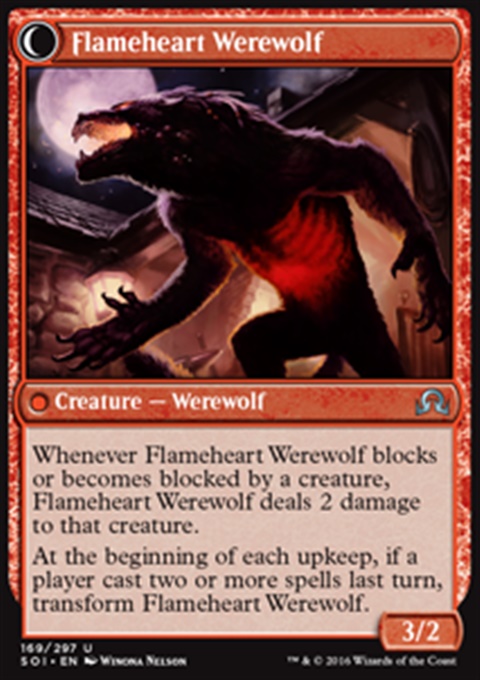 Flameheart Werewolf
Creature — Werewolf
Whenever Flameheart Werewolf blocks
or becomes blocked by a creature,
Flameheart Werewolf deals 2 damage
to that creature.
At the beginning of each upkeep, if a
player cast two or more spells last turn,
transform Flameheart Werewolf.
3/2
169/297 U
SOI • EN Winona Nelson
™ & © 2016 Wizards of the Coast